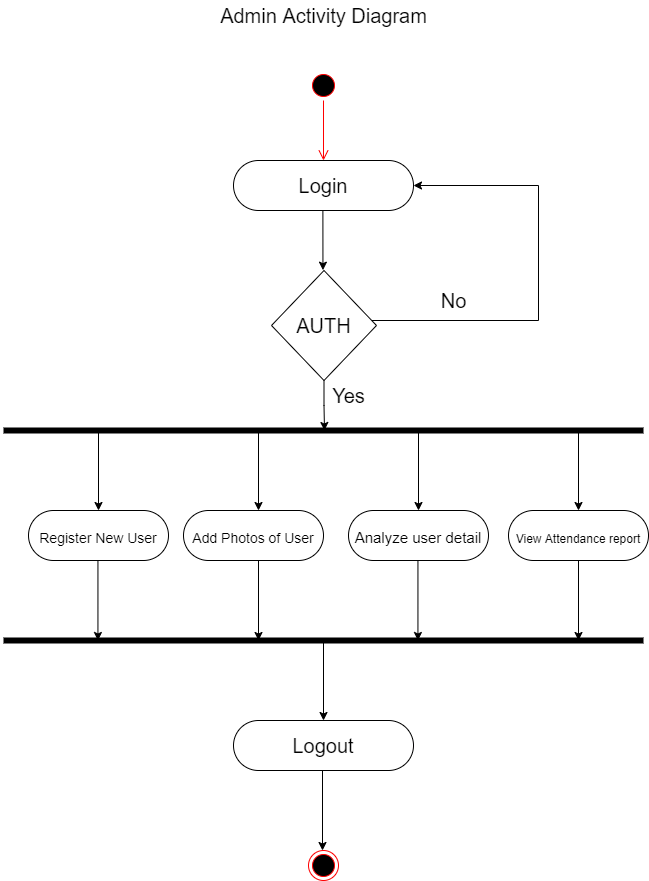 Admin Activity Diagram
Login
No
AUTH
Yes
Register New User
Add Photos of User
Analyze user detail
View Attendance report
Logout